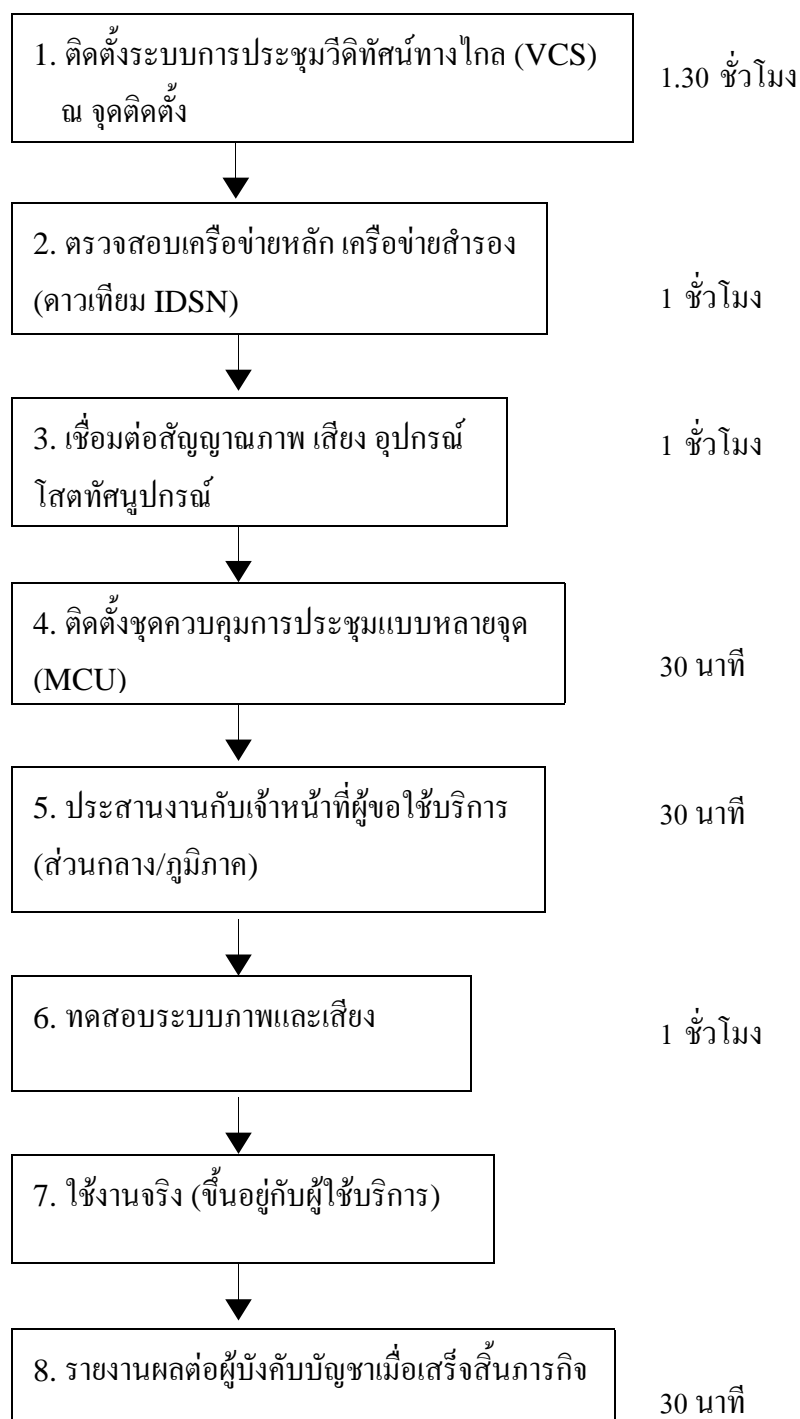 1. ติดตั้งระบบการประชุมวีดิทัศน์ทางไกล (VCS)
ณ จุดติดตั้ง
1.30 ชั่วโมง
2. ตรวจสอบเครือข่ายหลัก เครือข่ายสำรอง
(ดาวเทียม IDSN)
1 ชั่วโมง
3. เชื่อมต่อสัญญาณภาพ เสียง อุปกรณ์
โสตทัศนูปกรณ์
1 ชั่วโมง
4. ติดตั้งชุดควบคุมการประชุมแบบหลายจุด
(MCU)
30 นาที
5. ประสานงานกับเจ้าหน้าที่ผู้ขอใช้บริการ
(ส่วนกลาง/ภูมิภาค)
30 นาที
6. ทดสอบระบบภาพและเสียง
1 ชั่วโมง
7. ใช้งานจริง (ขึ้นอยู่กับผู้ใช้บริการ)
8. รายงานผลต่อผู้บังคับบัญชาเมื่อเสร็จสิ้นภารกิจ
30 นาที